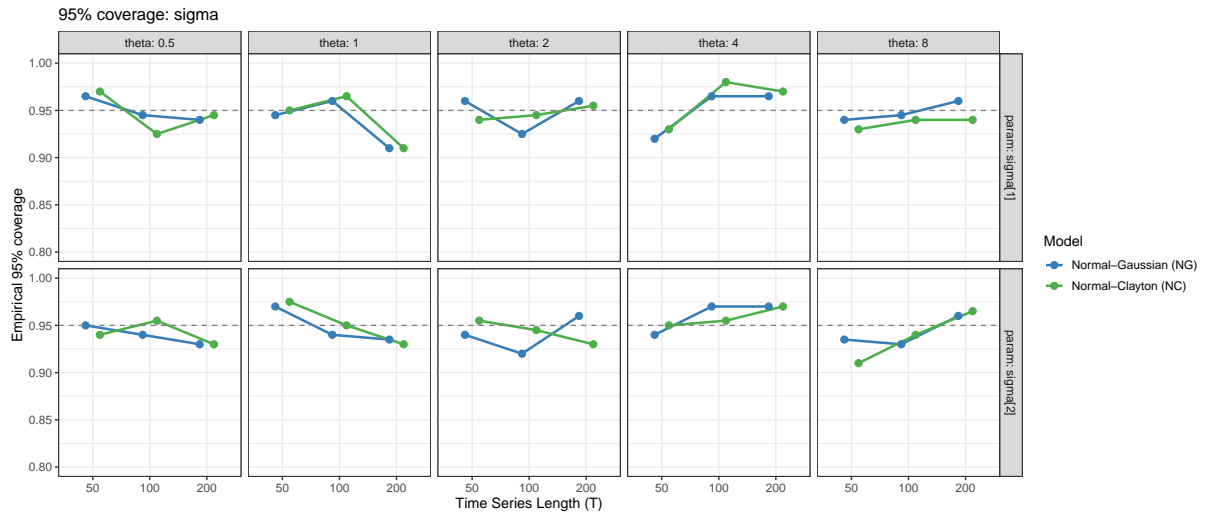 95% coverage: sigma
theta: 0.5
theta: 1
theta: 2
theta: 4
theta: 8
1.00
0.95
0.90
0.85
0.80
param: sigma[1]
1.00
0.95
0.90
0.85
0.80
param: sigma[2]
Empirical 95% coverage
50 100 200
50 100 200
50 100 200
50 100 200
50 100 200
Time Series Length (T)
Model
Normal−Gaussian (NG)
Normal−Clayton (NC)